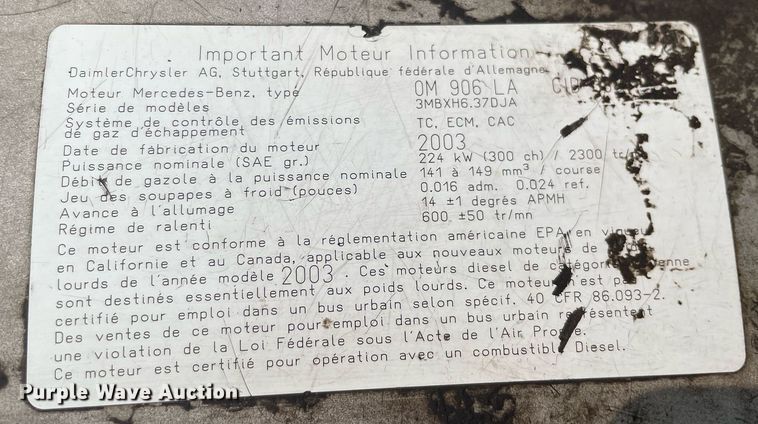 Important Moteur Information
DaimlerChrysler AG, Stuttgart, République fédérale d'Allemagne
Moteur Mercedes-Benz, type OM 906 LA
Série de modèles 3MBXH6.37DJA
Système de contrôle des émissions
de gaz d'échappement TC, ECM, CAC
Date de fabrication du moteur 2003
Puissance nominale (SAE gr.) 224 kW (300 ch) / 2300
Débit de gazole à la puissance nominale 141 à 149 mm³ / course
Jeu des soupapes à froid (pouces) 0.016 adm. 0.024 ref.
Avance à l'allumage 14 ±1 degrès APMH
Régime de ralenti 600 ±50 tr/mn
Ce moteur est conforme à la réglementation américaine EPA en
en Californie et au Canada, applicable aux nouveaux moteurs de
lourds de l'année modèle 2003. Ces moteurs diesel de catégorie
sont destinés essentiellement aux poids lourds. Ce moteur n'est pas
certifié pour emploi dans un bus urbain selon spécif. 40 CFR 86.093-2.
Des ventes de ce moteur pour emploi dans un bus urbain représentent
une violation de la Loi Fédérale sous l'Acte de l'Air Propre.
Ce moteur est certifié pour opération avec un combustible Diesel.
Purple Wave Auction